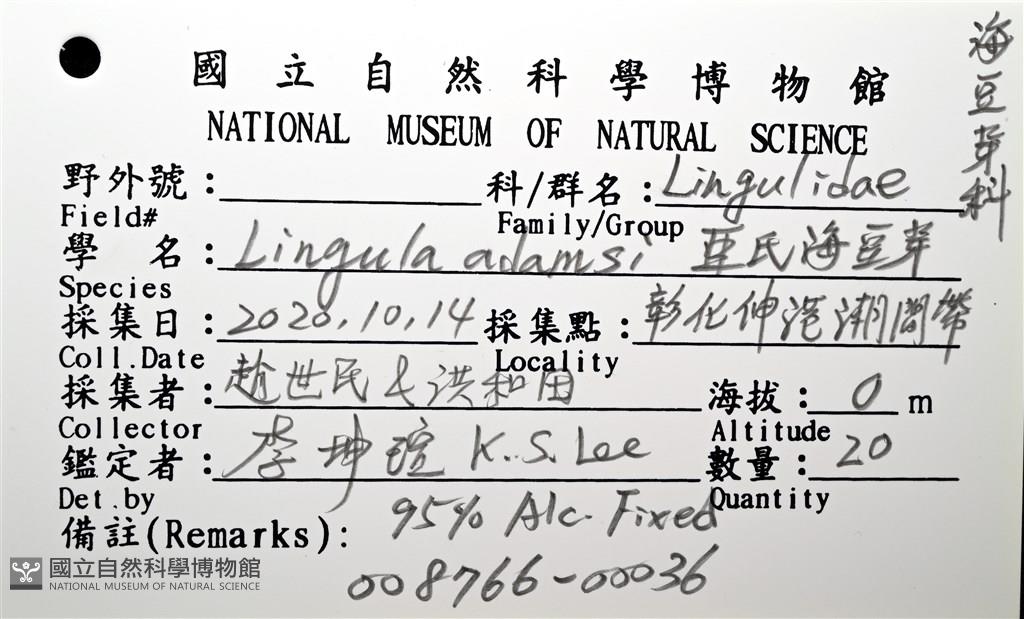 海豆芽科
國立自然科學博物館
NATIONAL MUSEUM OF NATURAL SCIENCE
野外號： 科/群名：Lingulidae
Field# Family/Group
學 名：Lingula adamsi 亞氏海豆芽
Species
採集日：2020.10.14 採集點：彰化伸港潮間帶
Coll.Date Locality
採集者：趙世民 & 洪和田 海拔：0 m
Collector Altitude
鑑定者：李坤瑄 K.S. Lee 數量：20
Det.by Quantity
備註(Remarks): 95% Alc. Fixed
008766-00036
國立自然科學博物館
NATIONAL MUSEUM OF NATURAL SCIENCE